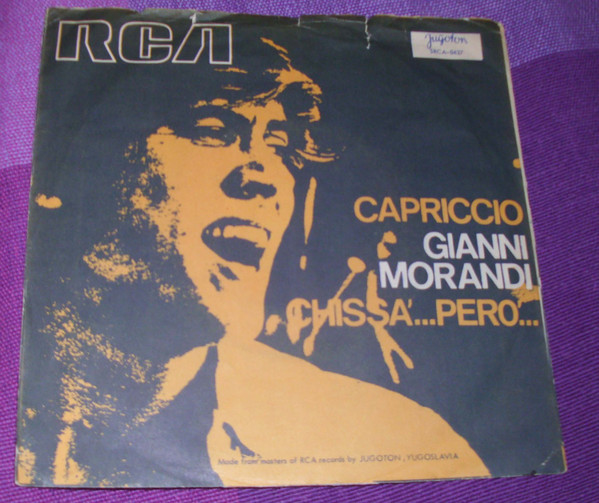 RCA
Jugoton
CAPRICCIO
GIANNI
MORANDI
CHISSA'...PERO'...
Made from masters of RCA records by JUGOTON, YUGOSLAVIA